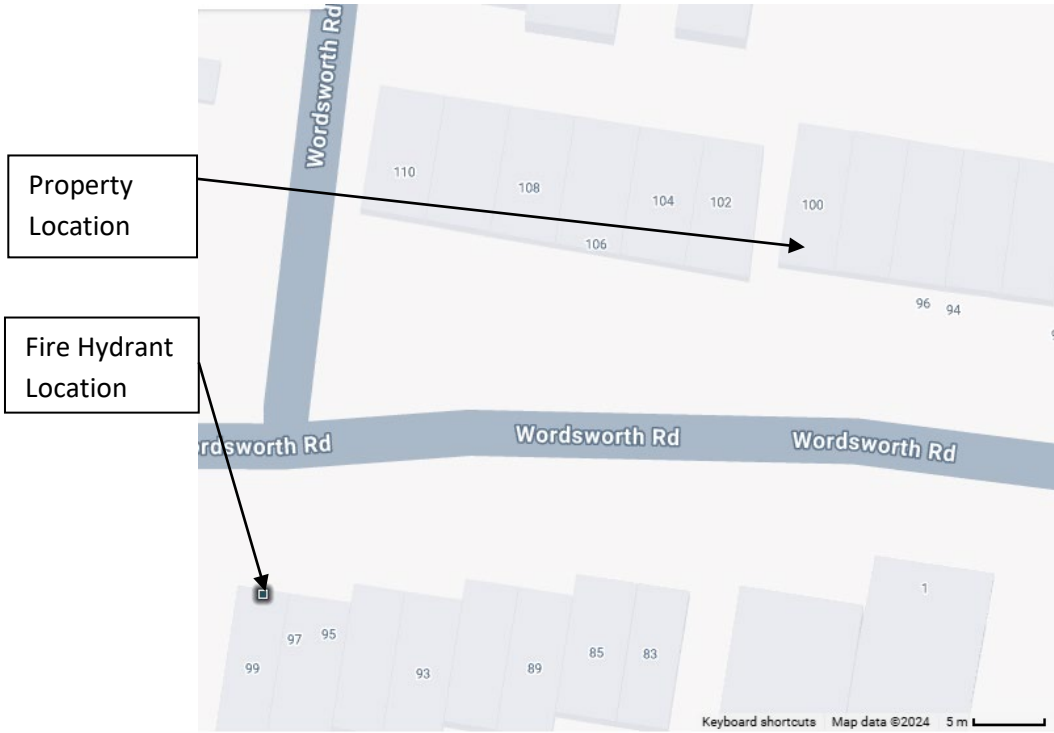 Wordsworth Rd
Property
Location
110
108
104
102
100
106
96
94
Fire Hydrant
Location
ordsworth Rd
Wordsworth Rd
Wordsworth Rd
1
97
95
99
93
89
85
83
Keyboard shortcuts Map data ©2024 5 m